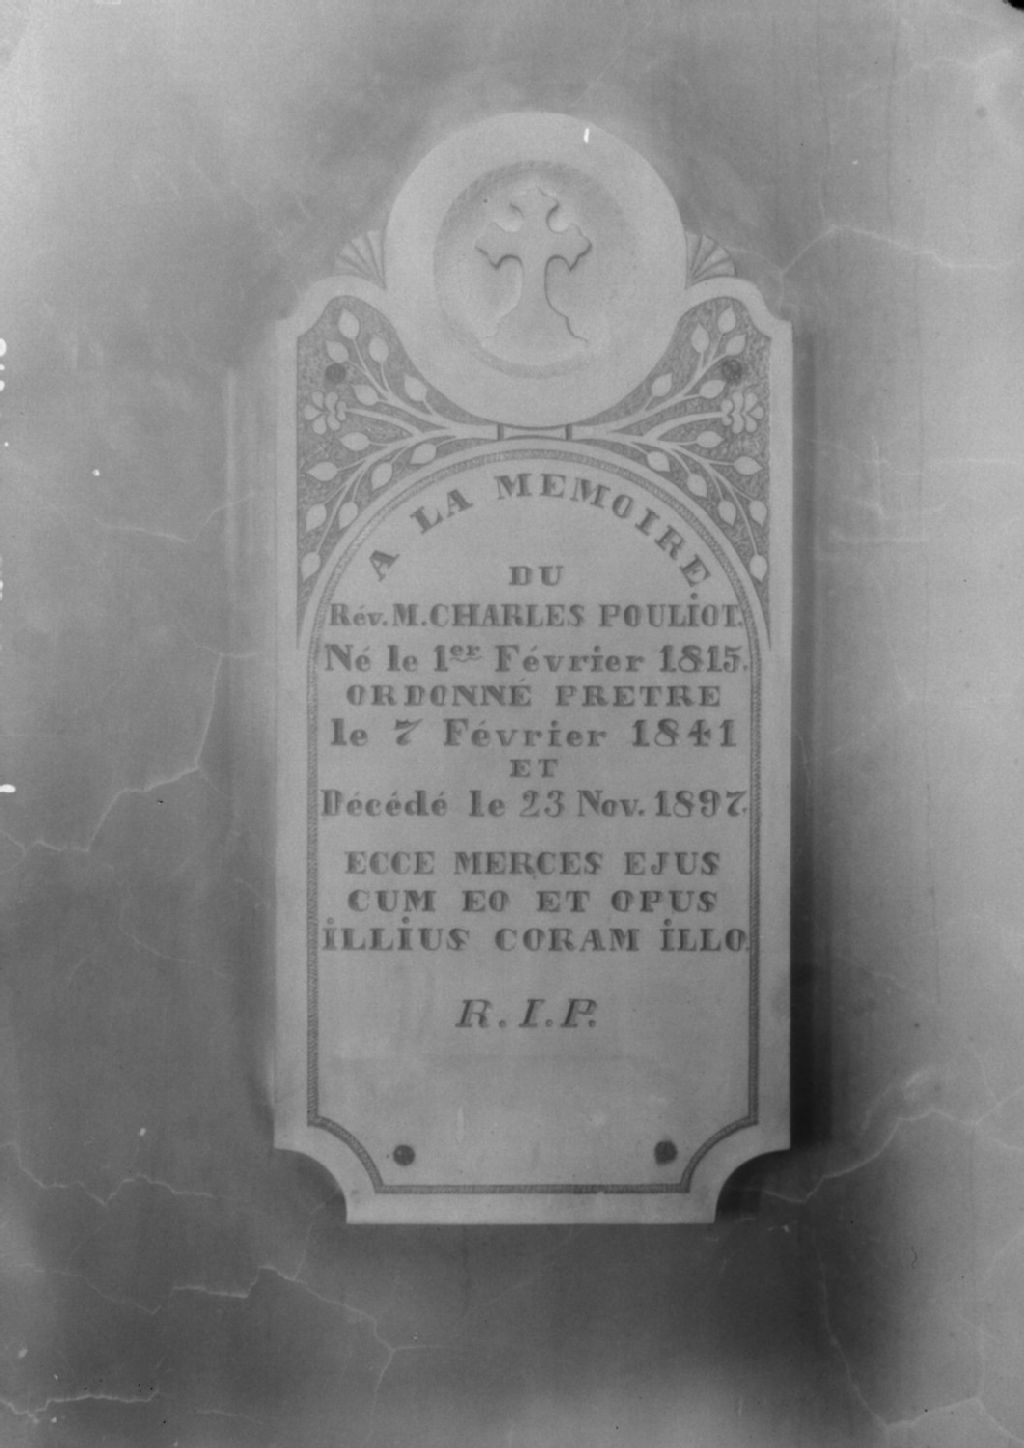 A LA MEMOIRE
DU
Rév. M. CHARLES POULIOT.
Né le 1er Février 1815.
ORDONNÉ PRETRE
le 7 Février 1841
ET
Décédé le 23 Nov. 1897.
ECCE MERCES EJUS
CUM EO ET OPUS
ILLIUS CORAM ILLO.
R.I.P.